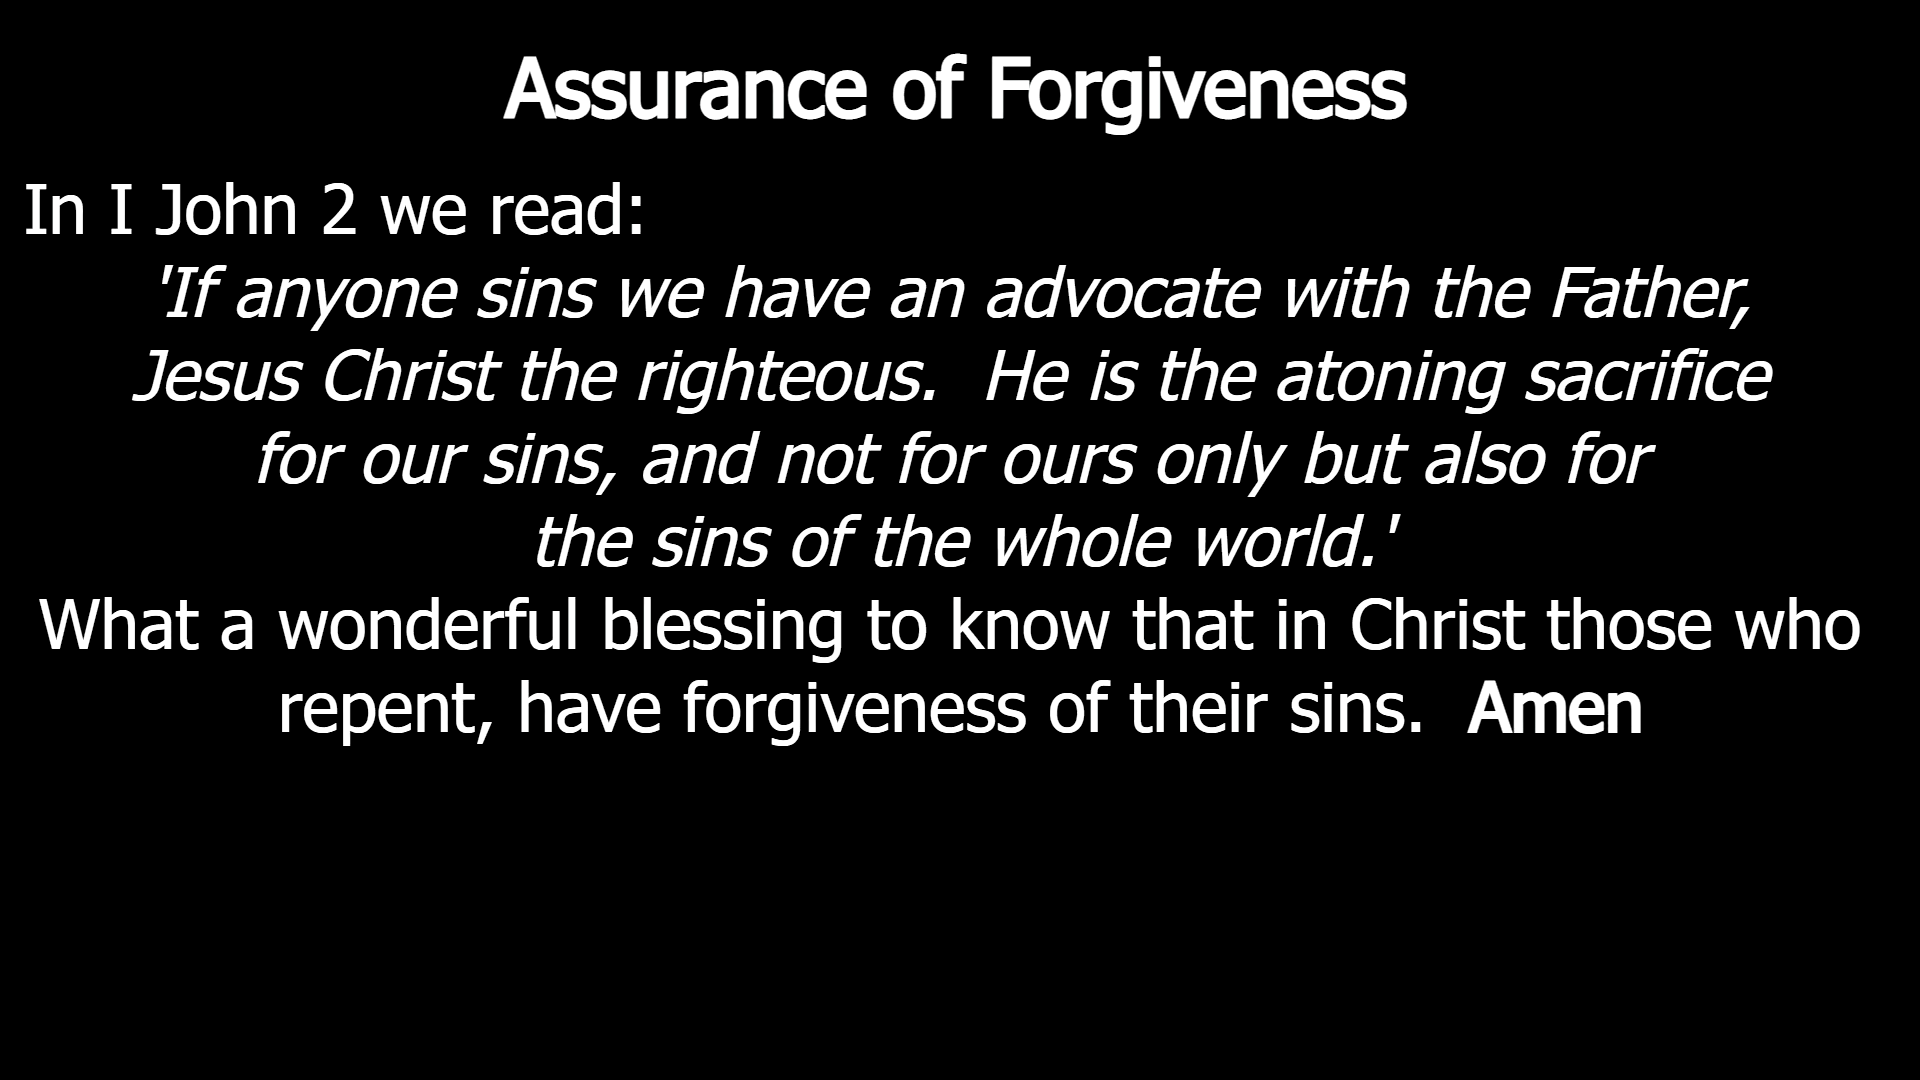 Assurance of Forgiveness
In I John 2 we read:
'If anyone sins we have an advocate with the Father,
Jesus Christ the righteous.  He is the atoning sacrifice
for our sins, and not for ours only but also for
the sins of the whole world.'
What a wonderful blessing to know that in Christ those who
repent, have forgiveness of their sins.  Amen